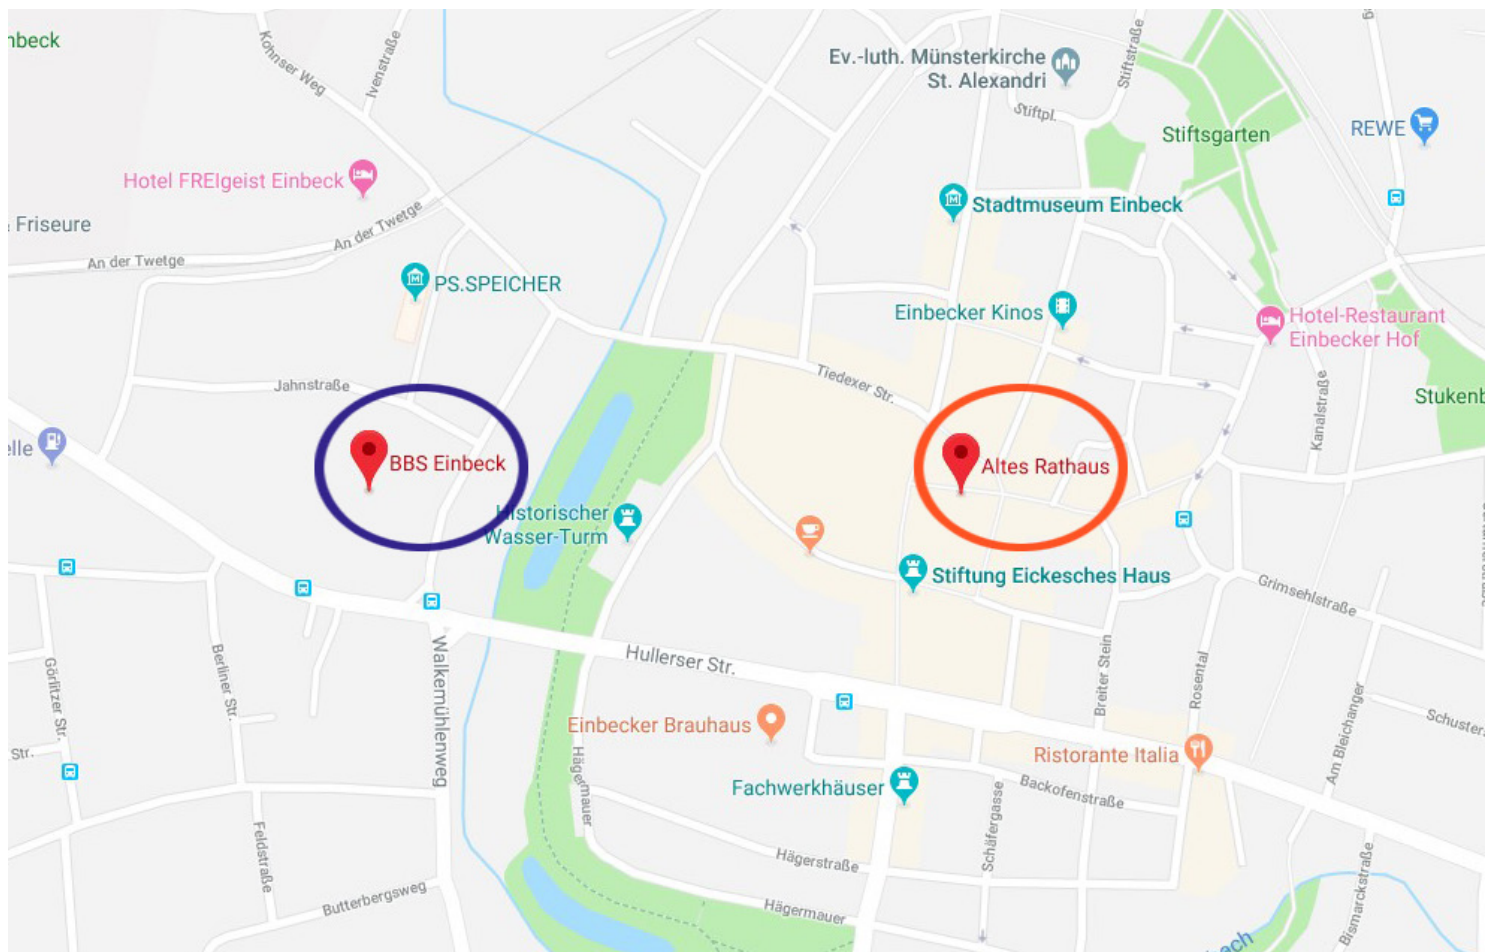 nbeck
Kohnser Weg
Ivenstraße
Ev.-luth. Münsterkirche
St. Alexandri
Stiftstraße
Stiftpl.
Stiftsgarten
REWE
Hotel FREIgeist Einbeck
Friseure
An der Twetge
An der Twetge
Stadtmuseum Einbeck
PS.SPEICHER
Einbecker Kinos
Hotel-Restaurant
Einbecker Hof
Jahnstraße
Tiedexer Str.
Kanalstraße
Stukenb
elle
BBS Einbeck
Altes Rathaus
Historischer
Wasser-Turm
Stiftung Eickesches Haus
Grimsehlstraße
Görlitzer Str.
Berliner Str.
Walkemühlenweg
Hullerser Str.
Breiter Stein
Rosental
Am Bleichanger
Schuster
Einbecker Brauhaus
Ristorante Italia
Str.
Hägermauer
Fachwerkhäuser
Backofenstraße
Schäfergasse
Feldstraße
Hägerstraße
Butterbergsweg
Hägermauer
Bismarckstraße
bach